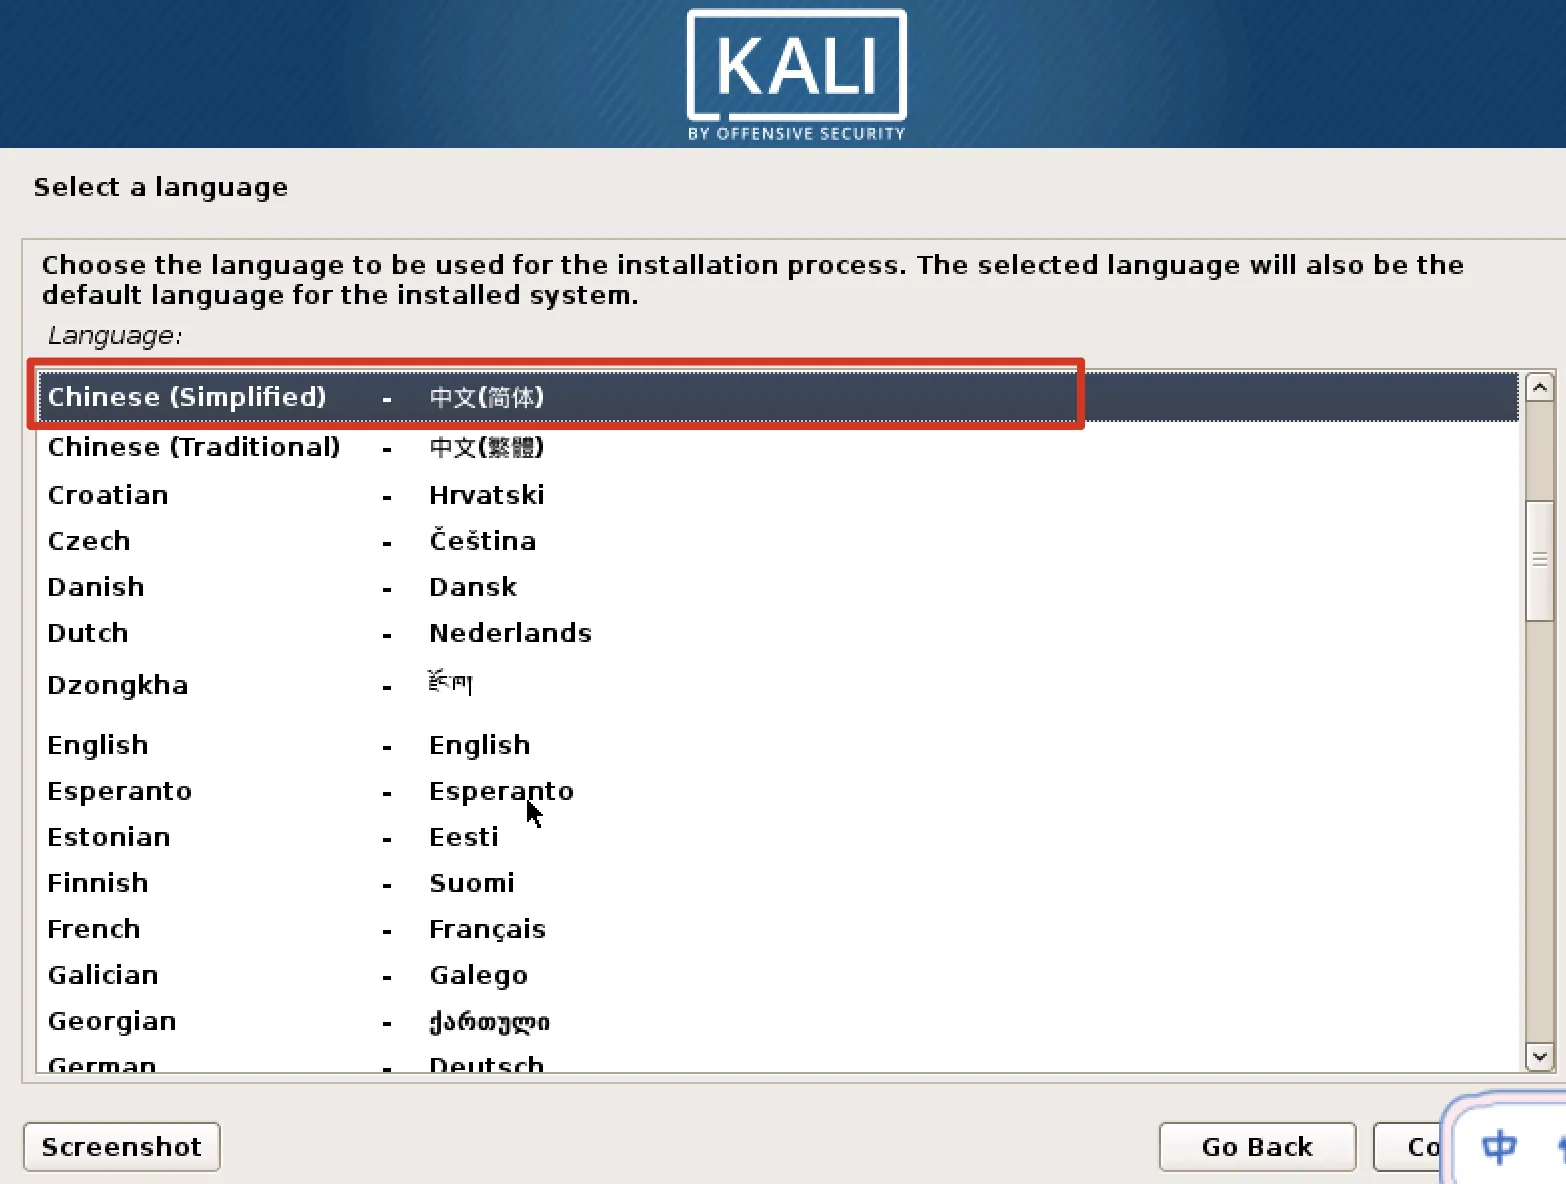 KALI
BY OFFENSIVE SECURITY
Select a language
Choose the language to be used for the installation process. The selected language will also be the
default language for the installed system.
Language:
Chinese (Simplified) - 中文(简体)
Chinese (Traditional) - 中文(繁體)
Croatian - Hrvatski
Czech - Čeština
Danish - Dansk
Dutch - Nederlands
Dzongkha - རྫོང་ཁ།
English - English
Esperanto - Esperanto
Estonian - Eesti
Finnish - Suomi
French - Français
Galician - Galego
Georgian - ქართული
German - Deutsch
Screenshot Go Back Co 中